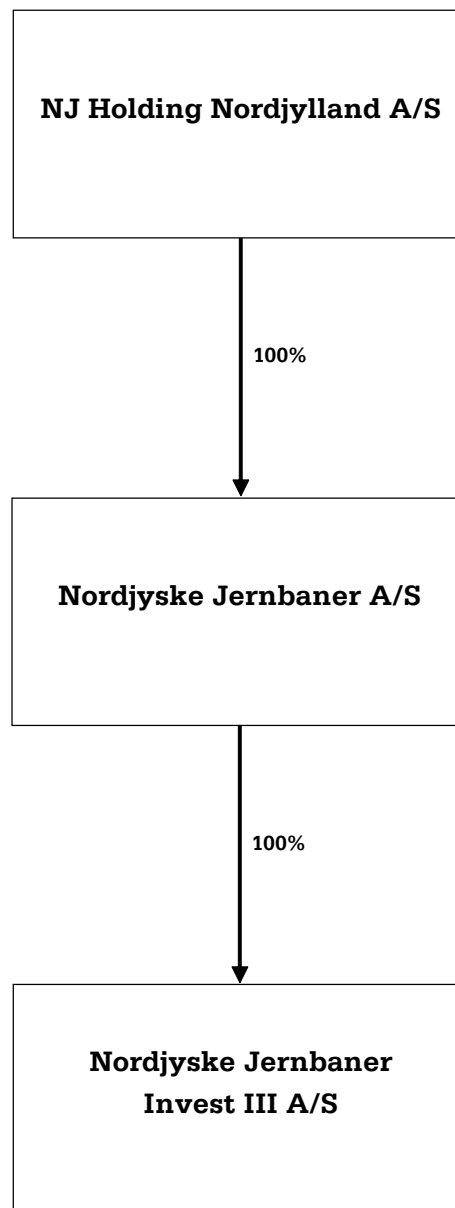 NJ Holding Nordjylland A/S
100%
Nordjyske Jernbaner A/S
100%
Nordjyske Jernbaner
Invest III A/S